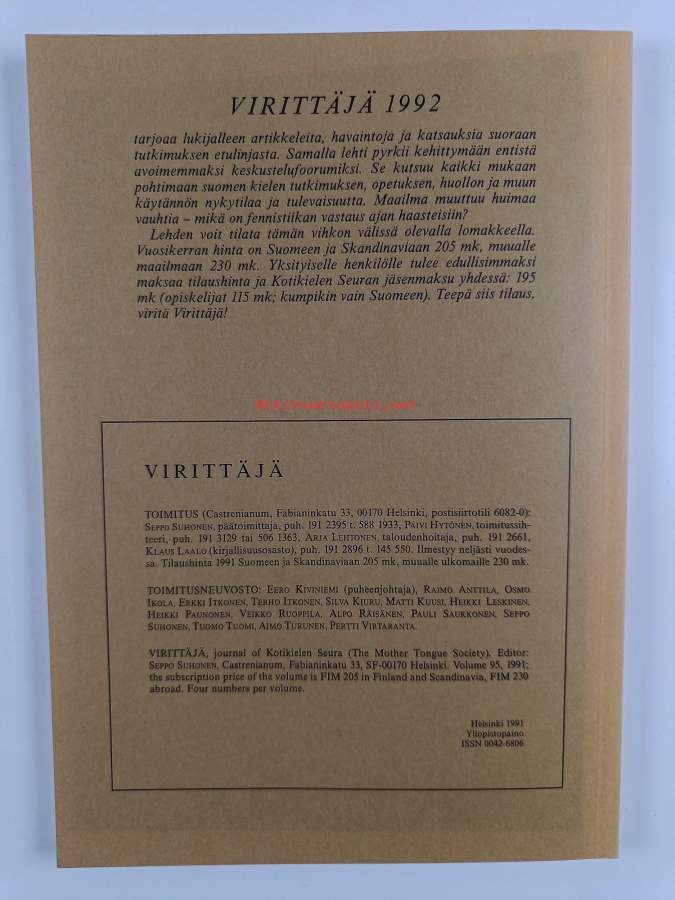 VIRITTÄJÄ 1992
tarjoaa lukijalleen artikkeleita, havaintoja ja katsauksia suoraan
tutkimuksen etulinjasta. Samalla lehti pyrkii kehittymään entistä
avoimemmaksi keskustelufoorumiksi. Se kutsuu kaikki mukaan
pohtimaan suomen kielen tutkimuksen, opetuksen, huollon ja muun
käytännön nykytilaa ja tulevaisuutta. Maailma muuttuu huimaa
vauhtia – mikä on fennistiikan vastaus ajan haasteisiin?
Lehden voit tilata tämän vihkon välissä olevalla lomakkeella.
Vuosikerran hinta on Suomeen ja Skandinaviaan 205 mk, muualle
maailmaan 230 mk. Yksityiselle henkilölle tulee edullisimmaksi
maksaa tilaushinta ja Kotikielen Seuran jäsenmaksu yhdessä: 195
mk (opiskelijat 115 mk; kumpikin vain Suomeen). Teepä siis tilaus,
viritä Virittäjä!
VIRITTÄJÄ
TOIMITUS (Castrenianum, Fabianinkatu 33, 00170 Helsinki, postisiirtotili 6082-0):
SEPPO SUHONEN, päätoimittaja, puh. 191 2395 t. 588 1933, PÄIVI HYTÖNEN, toimitussih-
teeri, puh. 191 3129 tai 506 1363, ARJA LEHTONEN, taloudenhoitaja, puh. 191 2661,
KLAUS LAALO (kirjallisuusosasto), puh. 191 2896 t. 145 550. Ilmestyy neljästi vuodes-
sa. Tilaushinta 1991 Suomeen ja Skandinaviaan 205 mk, muualle ulkomaille 230 mk.
TOIMITUSNEUVOSTO: EERO KIVINIEMI (puheenjohtaja), RAIMO ANTTILA, OSMO
IKOLA, ERKKI ITKONEN, TERHO ITKONEN, SILVA KIURU, MATTI KUUSI, HEIKKI LESKINEN,
HEIKKI PAUNONEN, VEIKKO RUOPPILA, ALPO RÄISÄNEN, PAULI SAUKKONEN, SEPPO
SUHONEN, TUOMO TUOMI, AIMO TURUNEN, PERTTI VIRTARANTA.
VIRITTÄJÄ, journal of Kotikielen Seura (The Mother Tongue Society). Editor:
SEPPO SUHONEN, Castrenianum, Fabianinkatu 33, SF-00170 Helsinki. Volume 95, 1991;
the subscription price of the volume is FIM 205 in Finland and Scandinavia, FIM 230
abroad. Four numbers per volume.
Helsinki 1991
Yliopistopaino
ISSN 0042-6806